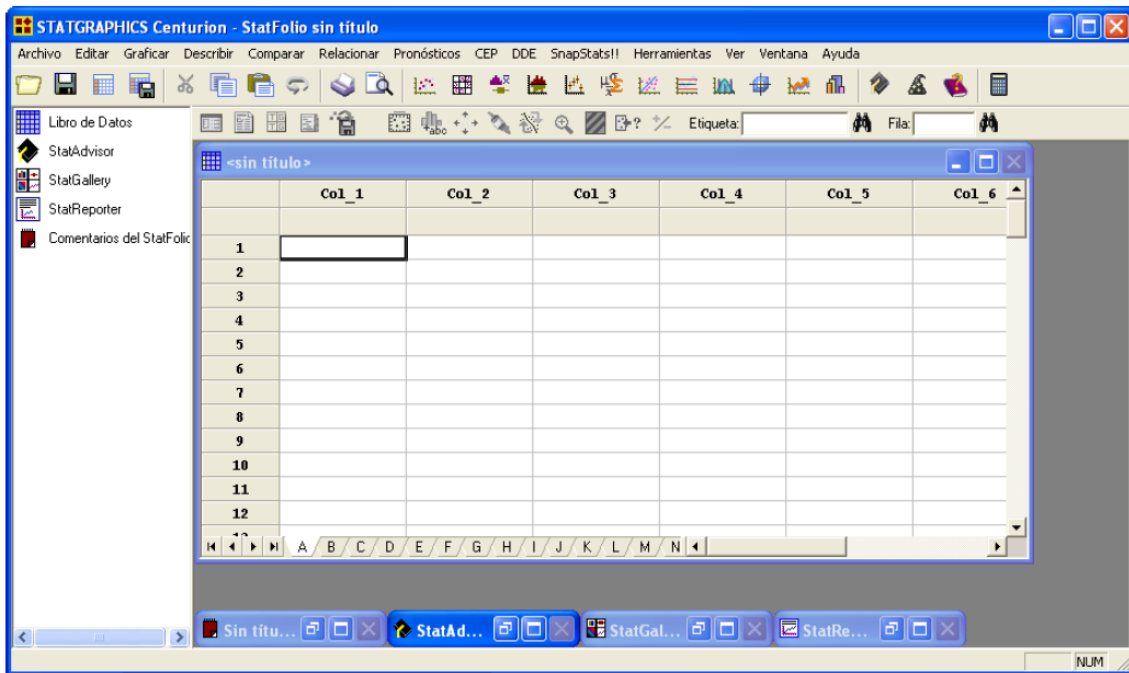 STATGRAPHICS Centurion - StatFolio sin título
Archivo Editar Graficar Describir Comparar Relacionar Pronósticos CEP DDE SnapStats!! Herramientas Ver Ventana Ayuda
Etiqueta: Fila:
Libro de Datos
StatAdvisor
StatGallery
StatReporter
Comentarios del StatFolio
<sin título>
Col_1 Col_2 Col_3 Col_4 Col_5 Col_6
1
2
3
4
5
6
7
8
9
10
11
12
A B C D E F G H I J K L M N
Sin títu... StatAd... StatGal... StatRe...
NUM